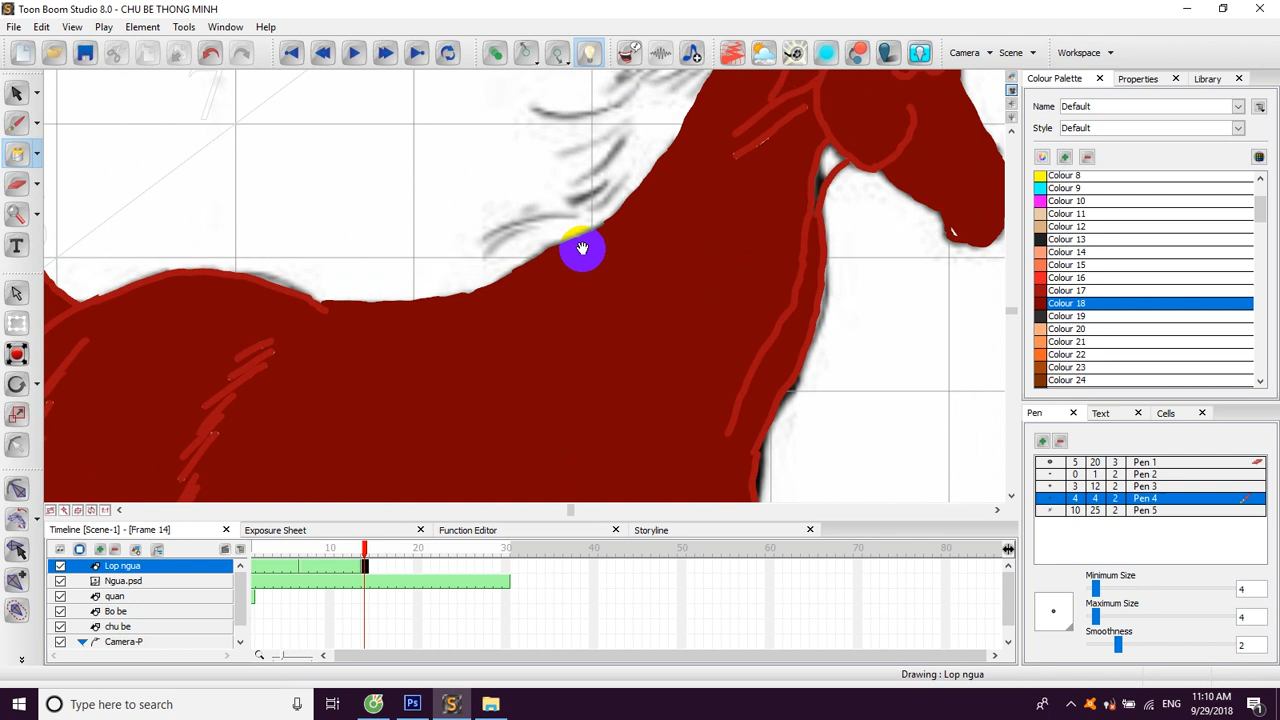 Toon Boom Studio 8.0 - CHU BE THONG MINH
File Edit View Play Element Tools Window Help
Camera Scene Workspace
Colour Palette Properties Library
Name Default
Style Default
Colour 8
Colour 9
Colour 10
Colour 11
Colour 12
Colour 13
Colour 14
Colour 15
Colour 16
Colour 17
Colour 18
Colour 19
Colour 20
Colour 21
Colour 22
Colour 23
Colour 24
Pen Text Cells
5 20 3 Pen 1
0 1 2 Pen 2
3 12 2 Pen 3
4 4 2 Pen 4
10 25 2 Pen 5
Minimum Size
4
Maximum Size
4
Smoothness
2
Timeline [Scene-1] - [Frame 14] Exposure Sheet Function Editor Storyline
10 20 30 40 50 60 70 80
Lop ngua
Ngua.psd
quan
Bo be
chu be
Camera-P
Drawing : Lop ngua
Type here to search
Ps
ENG
11:10 AM
9/29/2018